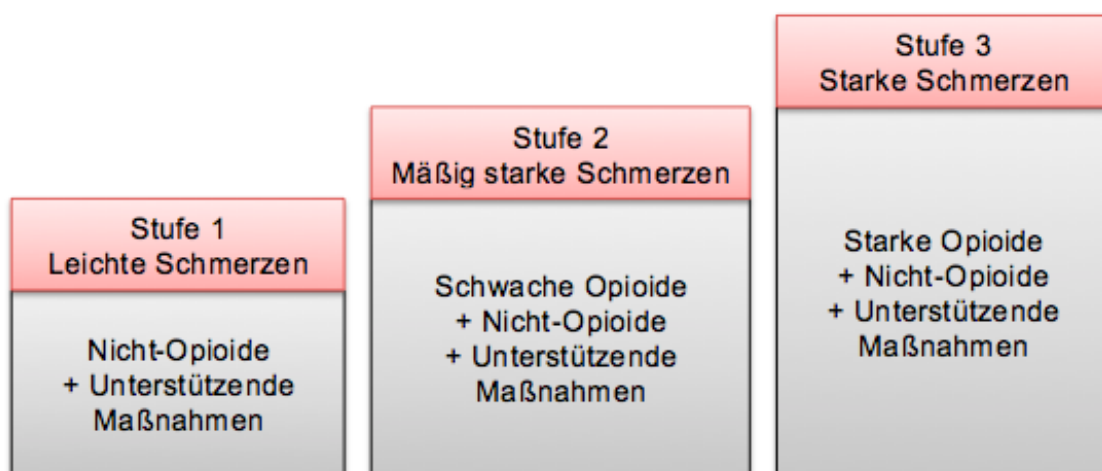 Stufe 1
Leichte Schmerzen
Nicht-Opioide
+ Unterstützende
Maßnahmen
Stufe 2
Mäßig starke Schmerzen
Schwache Opioide
+ Nicht-Opioide
+ Unterstützende
Maßnahmen
Stufe 3
Starke Schmerzen
Starke Opioide
+ Nicht-Opioide
+ Unterstützende
Maßnahmen